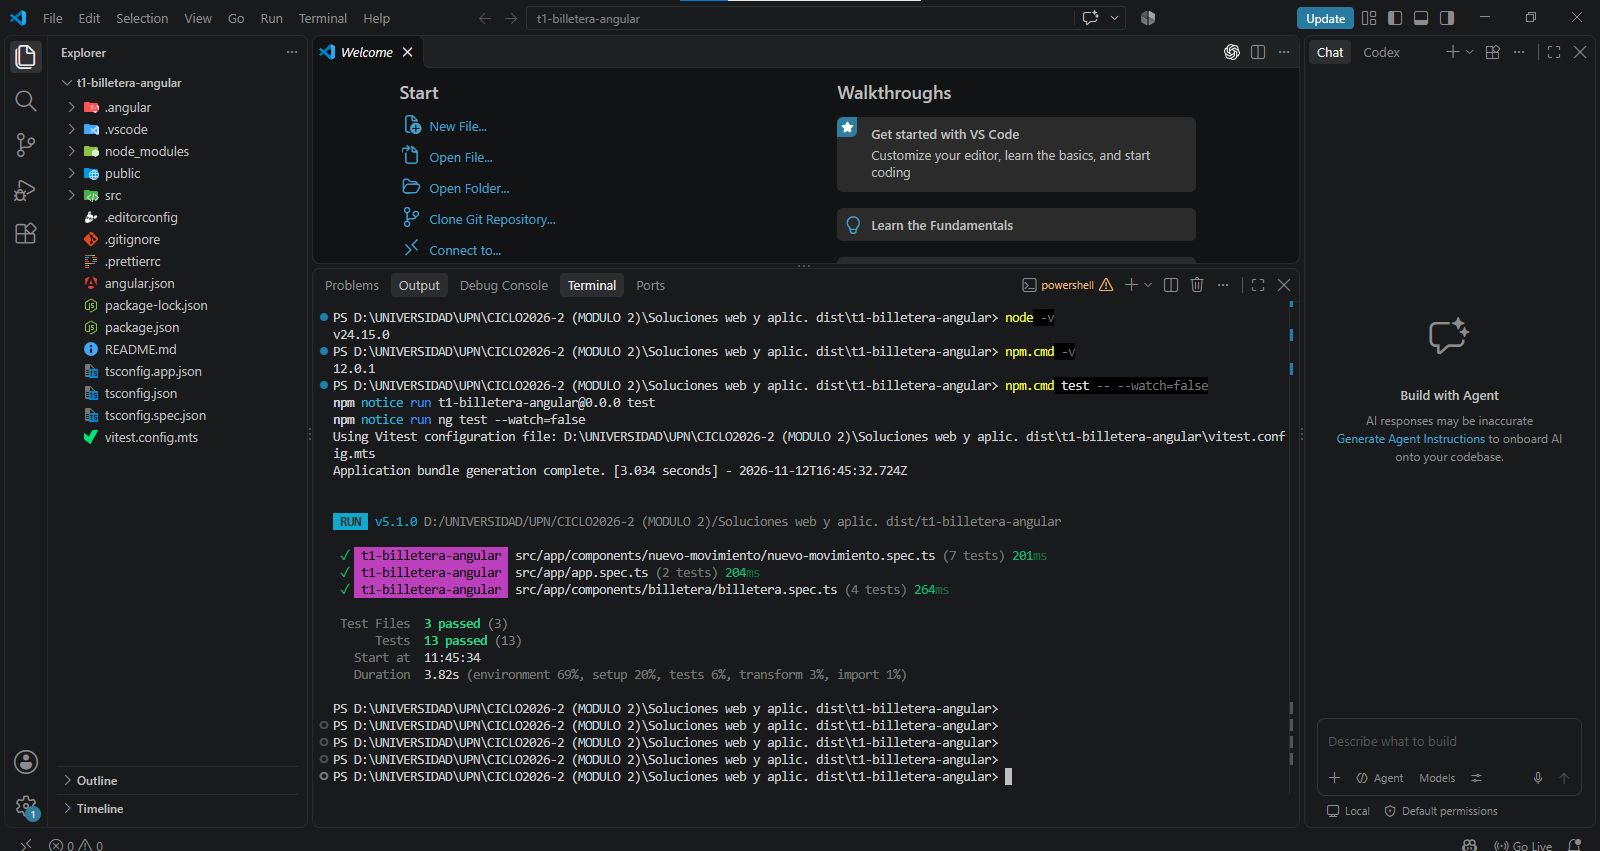 File Edit Selection View Go Run Terminal Help
t1-billetera-angular
Update
Explorer
t1-billetera-angular
.angular
.vscode
node_modules
public
src
.editorconfig
.gitignore
.prettierrc
angular.json
package-lock.json
package.json
README.md
tsconfig.app.json
tsconfig.json
tsconfig.spec.json
vitest.config.mts
Outline
Timeline
1
Welcome
Start
New File...
Open File...
Open Folder...
Clone Git Repository...
Connect to...
Walkthroughs
Get started with VS Code
Customize your editor, learn the basics, and start
coding
Learn the Fundamentals
Problems Output Debug Console Terminal Ports
powershell
PS D:\UNIVERSIDAD\UPN\CICLO2026-2 (MODULO 2)\Soluciones web y aplic. dist\t1-billetera-angular> node -v
v24.15.0
PS D:\UNIVERSIDAD\UPN\CICLO2026-2 (MODULO 2)\Soluciones web y aplic. dist\t1-billetera-angular> npm.cmd -v
12.0.1
PS D:\UNIVERSIDAD\UPN\CICLO2026-2 (MODULO 2)\Soluciones web y aplic. dist\t1-billetera-angular> npm.cmd test -- --watch=false
npm notice run t1-billetera-angular@0.0.0 test
npm notice run ng test --watch=false
Using Vitest configuration file: D:\UNIVERSIDAD\UPN\CICLO2026-2 (MODULO 2)\Soluciones web y aplic. dist\t1-billetera-angular\vitest.conf
ig.mts
Application bundle generation complete. [3.034 seconds] - 2026-11-12T16:45:32.724Z
RUN v5.1.0 D:/UNIVERSIDAD/UPN/CICLO2026-2 (MODULO 2)/Soluciones web y aplic. dist/t1-billetera-angular
✓ t1-billetera-angular src/app/components/nuevo-movimiento/nuevo-movimiento.spec.ts (7 tests) 201ms
✓ t1-billetera-angular src/app/app.spec.ts (2 tests) 204ms
✓ t1-billetera-angular src/app/components/billetera/billetera.spec.ts (4 tests) 264ms
Test Files 3 passed (3)
Tests 13 passed (13)
Start at 11:45:34
Duration 3.82s (environment 69%, setup 20%, tests 6%, transform 3%, import 1%)
PS D:\UNIVERSIDAD\UPN\CICLO2026-2 (MODULO 2)\Soluciones web y aplic. dist\t1-billetera-angular>
PS D:\UNIVERSIDAD\UPN\CICLO2026-2 (MODULO 2)\Soluciones web y aplic. dist\t1-billetera-angular>
PS D:\UNIVERSIDAD\UPN\CICLO2026-2 (MODULO 2)\Soluciones web y aplic. dist\t1-billetera-angular>
PS D:\UNIVERSIDAD\UPN\CICLO2026-2 (MODULO 2)\Soluciones web y aplic. dist\t1-billetera-angular>
PS D:\UNIVERSIDAD\UPN\CICLO2026-2 (MODULO 2)\Soluciones web y aplic. dist\t1-billetera-angular>
Chat Codex
Build with Agent
AI responses may be inaccurate
Generate Agent Instructions to onboard AI
onto your codebase.
Describe what to build
Agent Models
Local Default permissions
0 0
Go Live